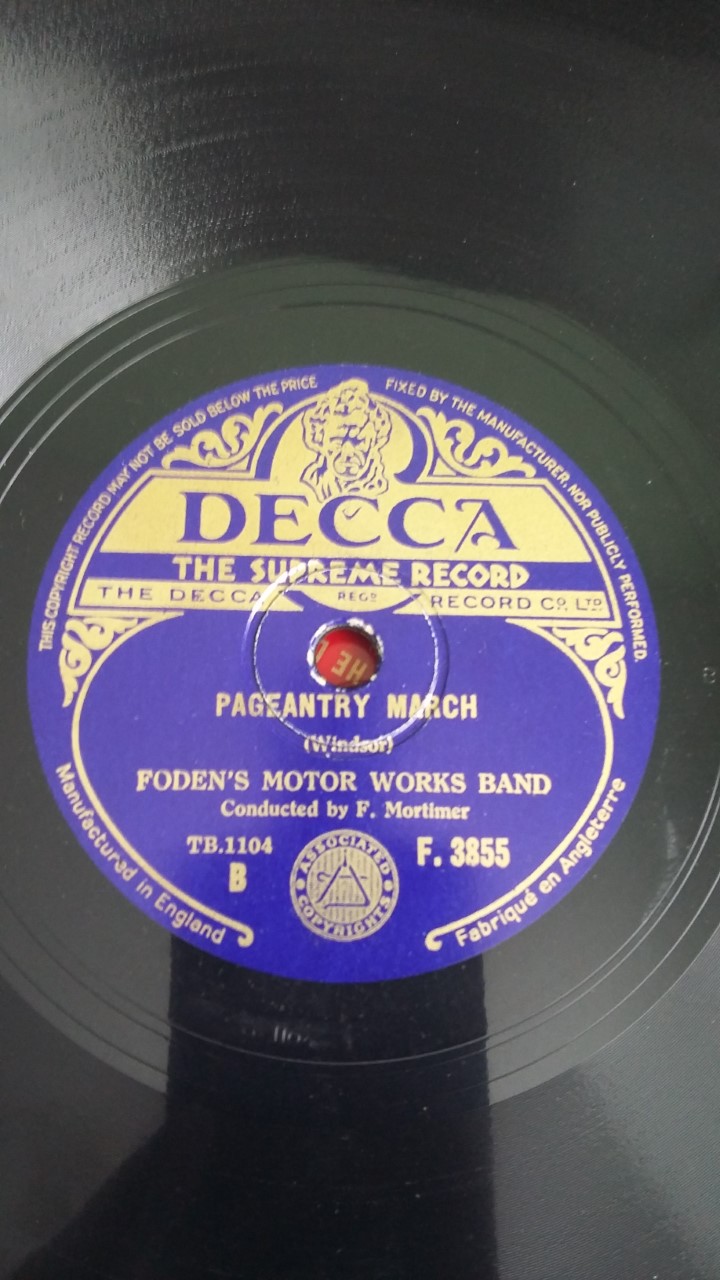 THIS COPYRIGHT RECORD MAY NOT BE SOLD BELOW THE PRICE FIXED BY THE MANUFACTURER, NOR PUBLICLY PERFORMED.
DECCA
THE SUPREME RECORD
THE DECCA REGD RECORD CO. LTD
HE
PAGEANTRY MARCH
(Windsor)
FODEN'S MOTOR WORKS BAND
Conducted by F. Mortimer
TB.1104
B
F. 3855
ASSOCIATED COPYRIGHTS
Manufactured in England
Fabriqué en Angleterre